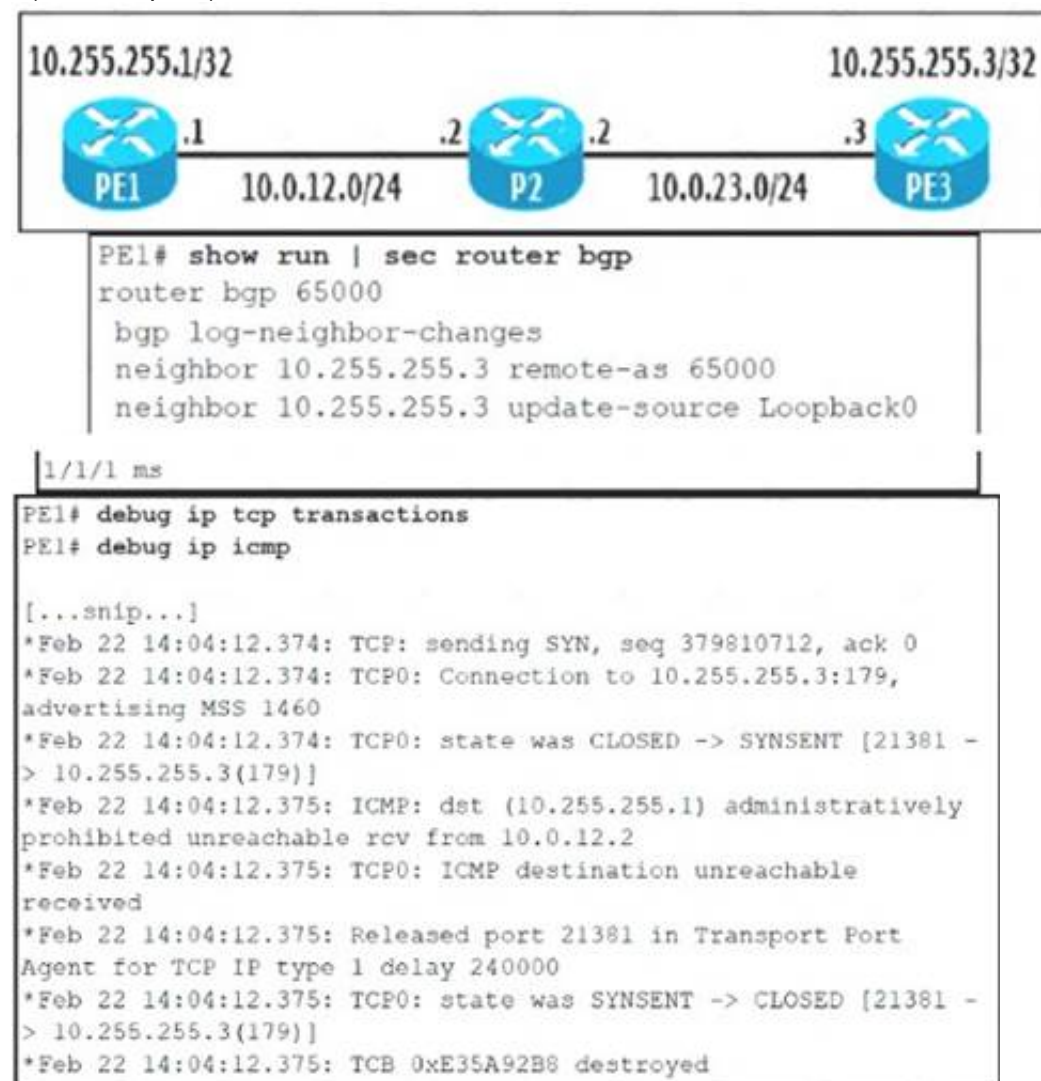 10.255.255.1/32
10.255.255.3/32
.1
.2
.2
.3
PE1
10.0.12.0/24
P2
10.0.23.0/24
PE3
PE1# show run | sec router bgp
router bgp 65000
bgp log-neighbor-changes
neighbor 10.255.255.3 remote-as 65000
neighbor 10.255.255.3 update-source Loopback0
1/1/1 ms
PE1# debug ip tcp transactions
PE1# debug ip icmp
[...snip...]
*Feb 22 14:04:12.374: TCP: sending SYN, seq 379810712, ack 0
*Feb 22 14:04:12.374: TCP0: Connection to 10.255.255.3:179,
advertising MSS 1460
*Feb 22 14:04:12.374: TCP0: state was CLOSED -> SYNSENT [21381 -
> 10.255.255.3(179)]
*Feb 22 14:04:12.375: ICMP: dst (10.255.255.1) administratively
prohibited unreachable rcv from 10.0.12.2
*Feb 22 14:04:12.375: TCP0: ICMP destination unreachable
received
*Feb 22 14:04:12.375: Released port 21381 in Transport Port
Agent for TCP IP type 1 delay 240000
*Feb 22 14:04:12.375: TCP0: state was SYNSENT -> CLOSED [21381 -
> 10.255.255.3(179)]
*Feb 22 14:04:12.375: TCB 0xE35A92B8 destroyed